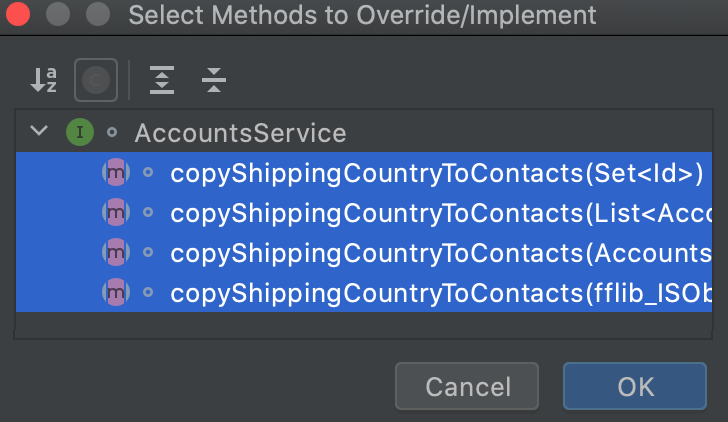 Select Methods to Override/Implement
AccountsService
copyShippingCountryToContacts(Set<Id>)
copyShippingCountryToContacts(List<Acco
copyShippingCountryToContacts(Accounts
copyShippingCountryToContacts(fflib_ISOb
Cancel OK